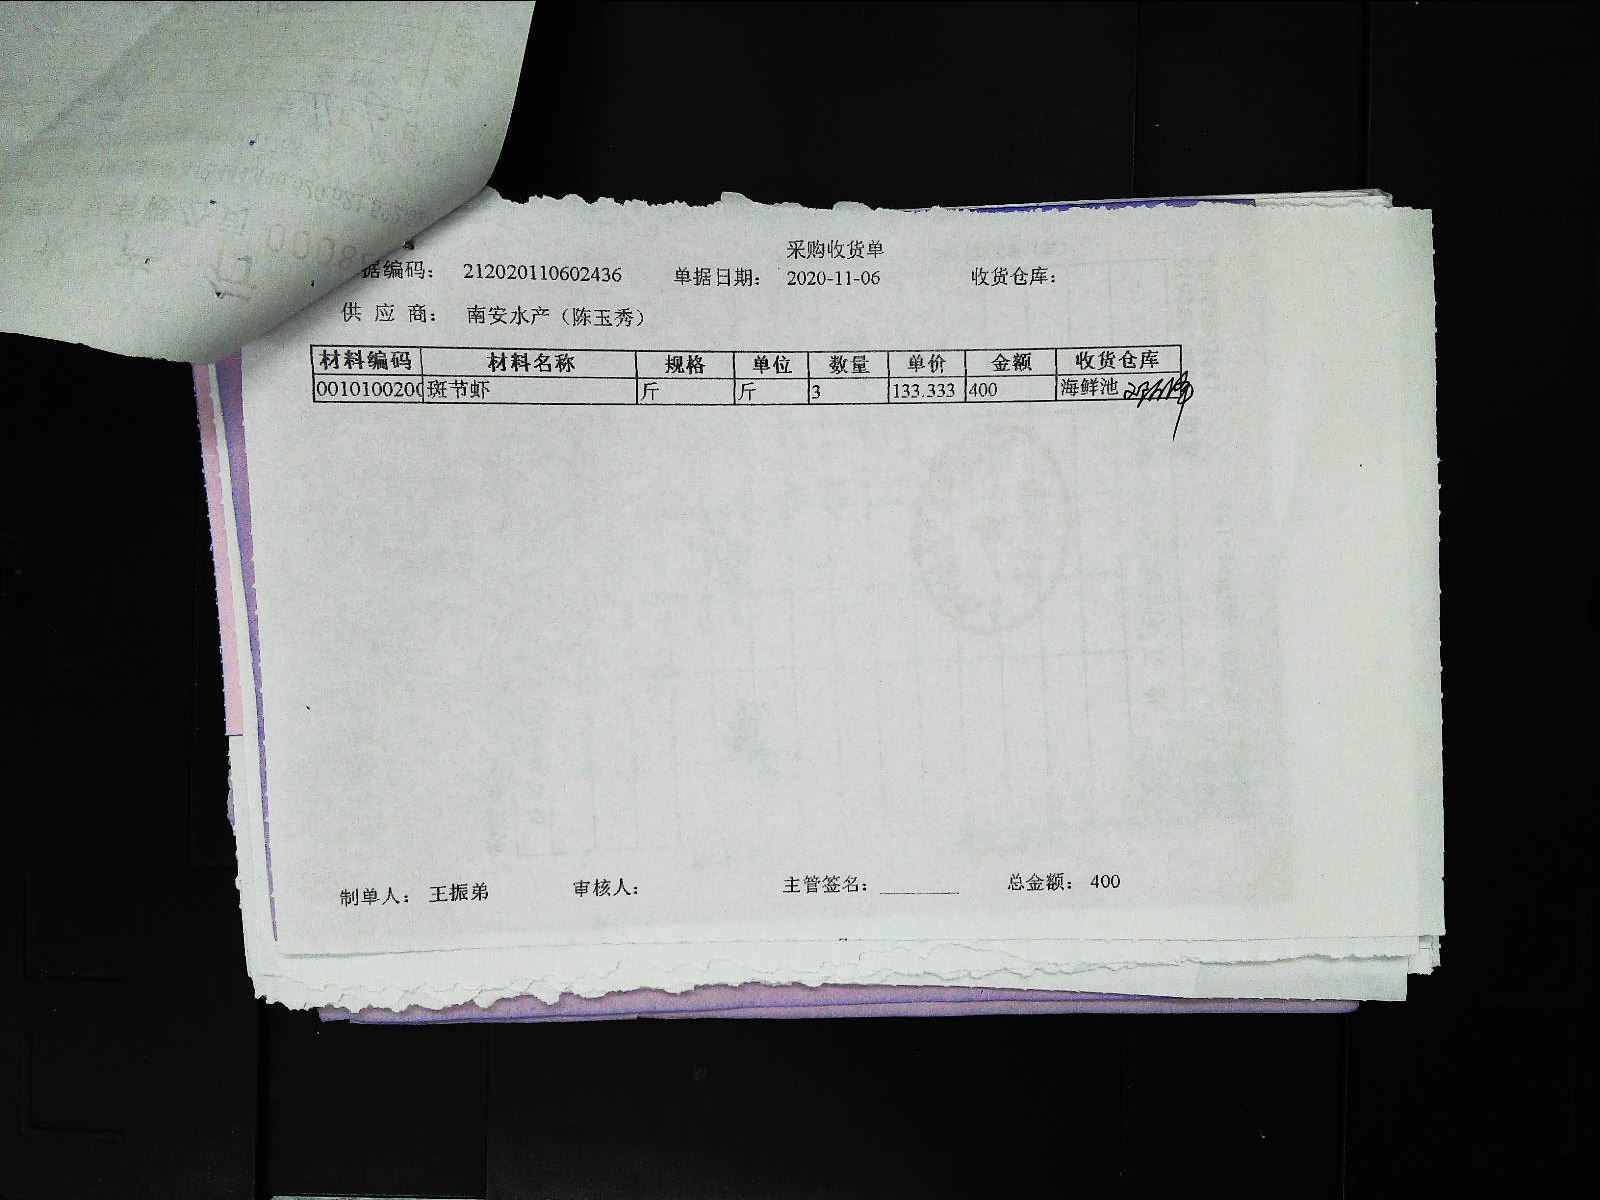 采购收货单
据编码： 212020110602436 单据日期： 2020-11-06 收货仓库：
供 应 商： 南安水产（陈玉秀）
材料编码 材料名称 规格 单位 数量 单价 金额 收货仓库
0010100200 斑节虾 斤 斤 3 133.333 400 海鲜池
制单人： 王振弟 审核人： 主管签名： 总金额： 400